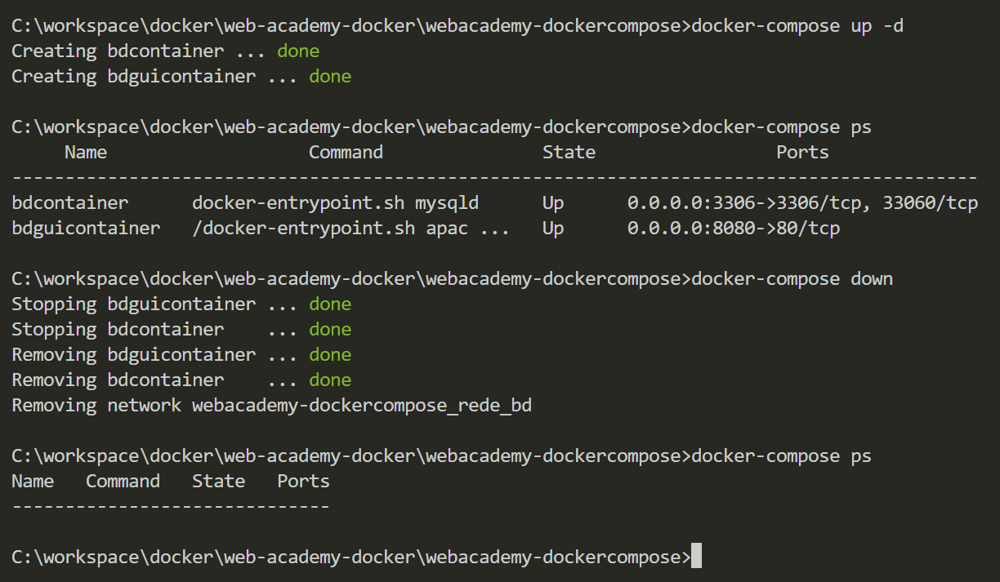 C:\workspace\docker\web-academy-docker\webacademy-dockercompose>docker-compose up -d
Creating bdcontainer ... done
Creating bdguicontainer ... done
C:\workspace\docker\web-academy-docker\webacademy-dockercompose>docker-compose ps
     Name                   Command               State                 Ports
-------------------------------------------------------------------------------------------
bdcontainer      docker-entrypoint.sh mysqld      Up      0.0.0.0:3306->3306/tcp, 33060/tcp
bdguicontainer   /docker-entrypoint.sh apac ...   Up      0.0.0.0:8080->80/tcp
C:\workspace\docker\web-academy-docker\webacademy-dockercompose>docker-compose down
Stopping bdguicontainer ... done
Stopping bdcontainer    ... done
Removing bdguicontainer ... done
Removing bdcontainer    ... done
Removing network webacademy-dockercompose_rede_bd
C:\workspace\docker\web-academy-docker\webacademy-dockercompose>docker-compose ps
Name   Command   State   Ports
------------------------------
C:\workspace\docker\web-academy-docker\webacademy-dockercompose>